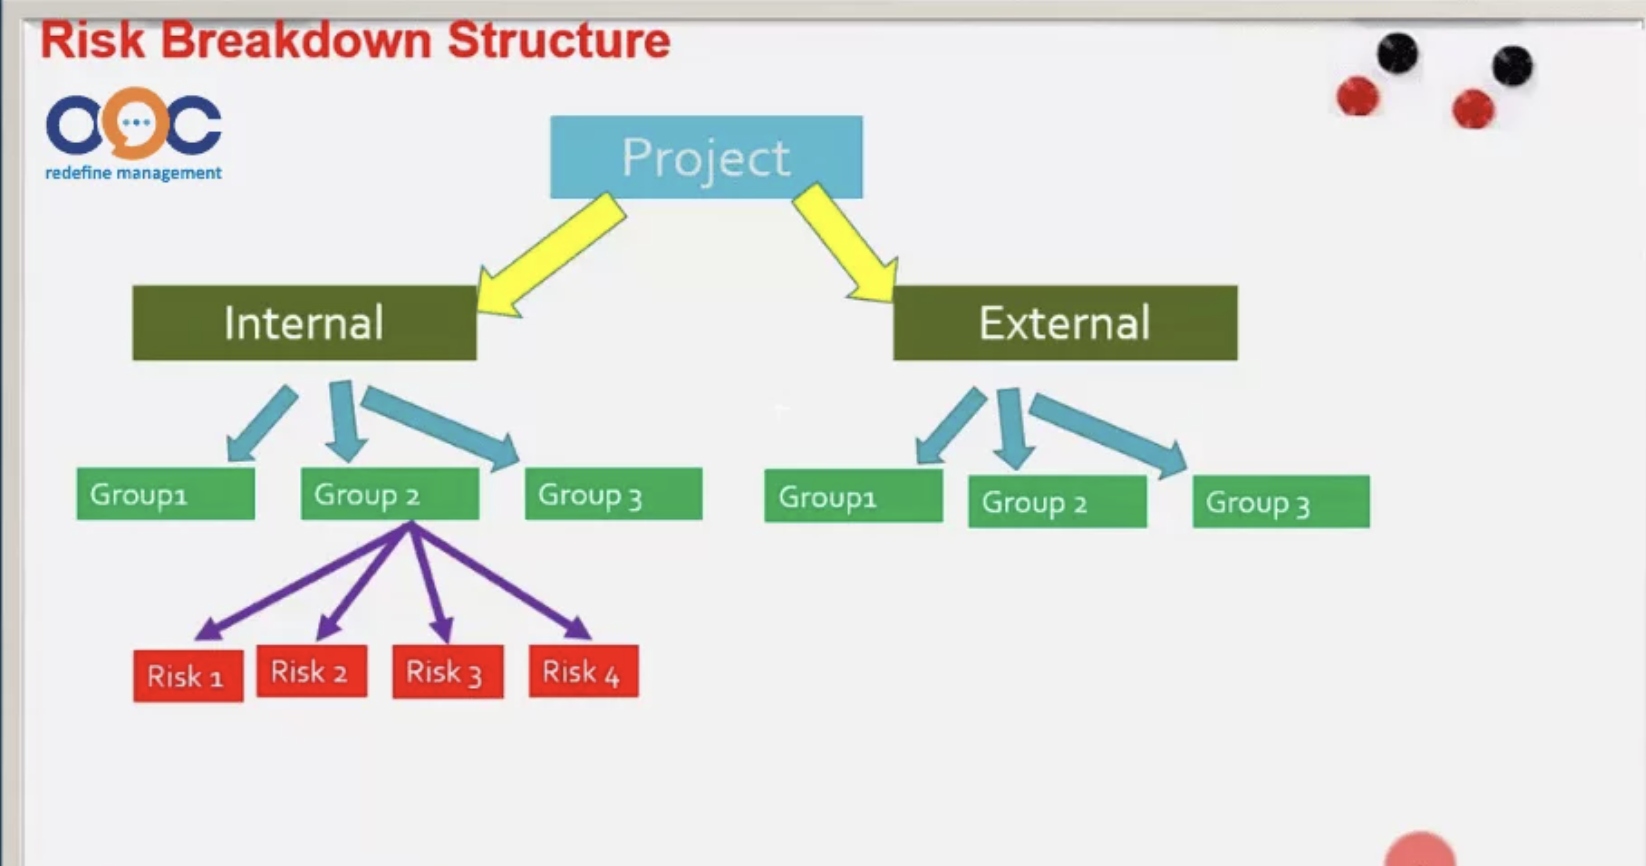 Risk Breakdown Structure
OOC
redefine management
Project
Internal
External
Group1
Group 2
Group 3
Group1
Group 2
Group 3
Risk 1
Risk 2
Risk 3
Risk 4